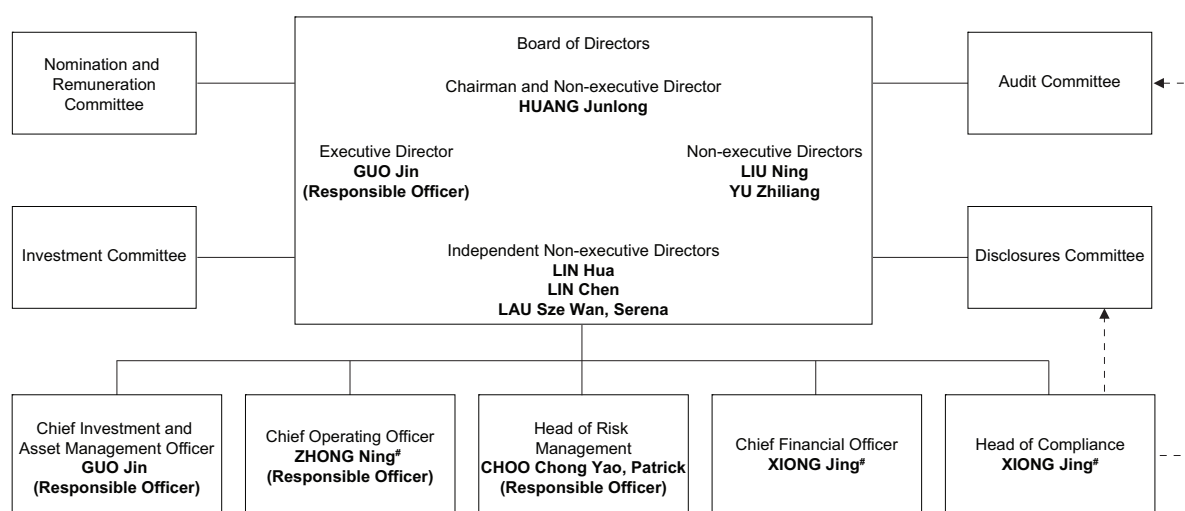 Board of Directors
Nomination and
Remuneration
Committee
Chairman and Non-executive Director
HUANG Junlong
Audit Committee
Executive Director
GUO Jin
(Responsible Officer)
Non-executive Directors
LIU Ning
YU Zhiliang
Investment Committee
Independent Non-executive Directors
LIN Hua
LIN Chen
LAU Sze Wan, Serena
Disclosures Committee
Chief Investment and
Asset Management Officer
GUO Jin
(Responsible Officer)
Chief Operating Officer
ZHONG Ning#
(Responsible Officer)
Head of Risk
Management
CHOO Chong Yao, Patrick
(Responsible Officer)
Chief Financial Officer
XIONG Jing#
Head of Compliance
XIONG Jing#